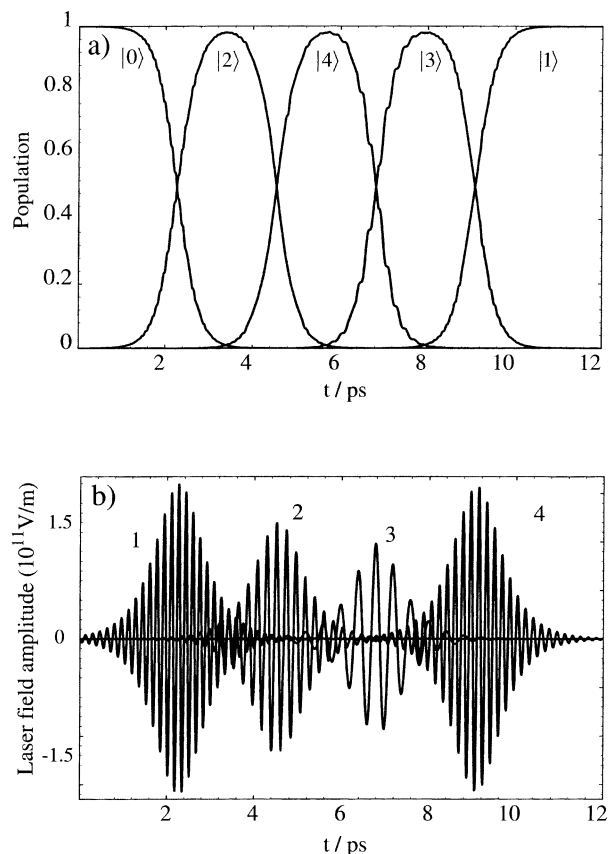 1
a)
|0⟩ |2⟩ |4⟩ |3⟩ |1⟩
0.8
0.6
Population
0.4
0.2
0
2 4 6 8 10 12
t / ps
b)
1.5
1 2 3 4
Laser field amplitude (10¹¹V/m)
0
-1.5
2 4 6 8 10 12
t / ps